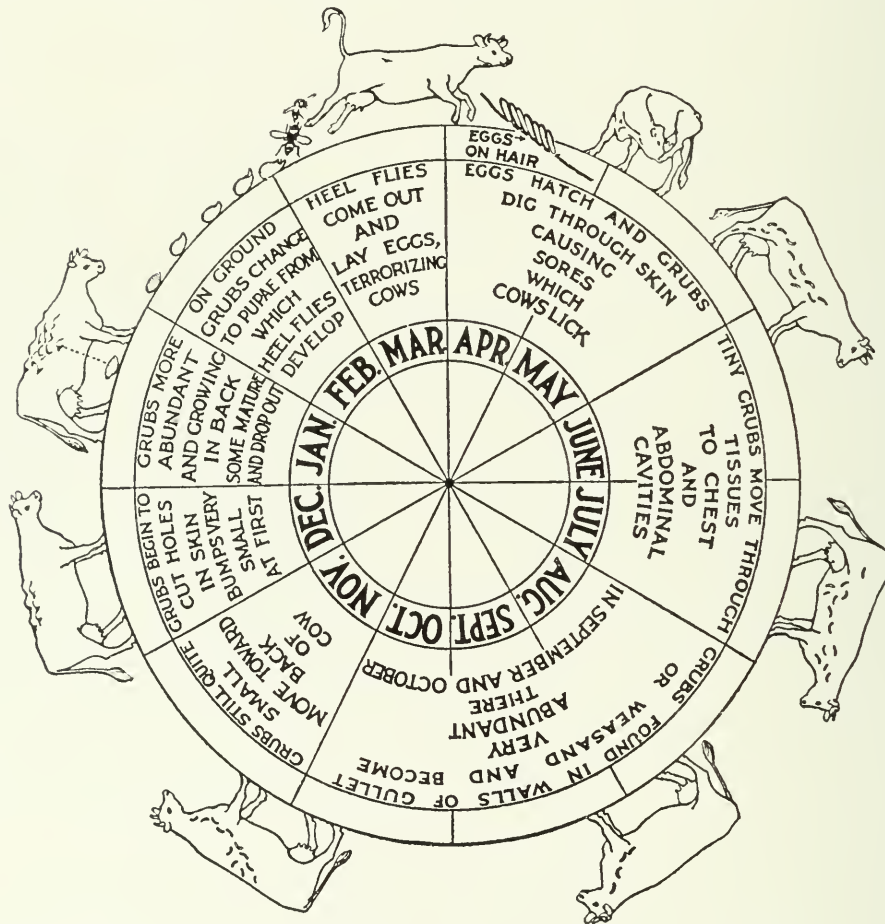 EGGS→
ON HAIR
EGGS HATCH AND GRUBS
DIG THROUGH SKIN
CAUSING
SORES
WHICH
COWS LICK
TINY GRUBS MOVE THROUGH
TISSUES
TO CHEST
AND
ABDOMINAL
CAVITIES
GRUBS FOUND IN WALLS OF GULLET
OR WEASAND AND BECOME
VERY
ABUNDANT
THERE
IN SEPTEMBER AND OCTOBER
GRUBS STILL QUITE
SMALL
MOVE TOWARD
BACK
OF
COW
GRUBS BEGIN TO
CUT HOLES
IN SKIN
BUMPS VERY
SMALL
AT FIRST
GRUBS MORE
ABUNDANT
AND GROWING
IN BACK
SOME MATURE
AND DROP OUT
ON GROUND
GRUBS CHANGE
TO PUPAE FROM
WHICH
HEEL FLIES
DEVELOP
HEEL FLIES
COME OUT
AND
LAY EGGS,
TERRORIZING
COWS
JAN.
FEB.
MAR.
APR.
MAY
JUNE
JULY
AUG.
SEPT.
OCT.
NOV.
DEC.